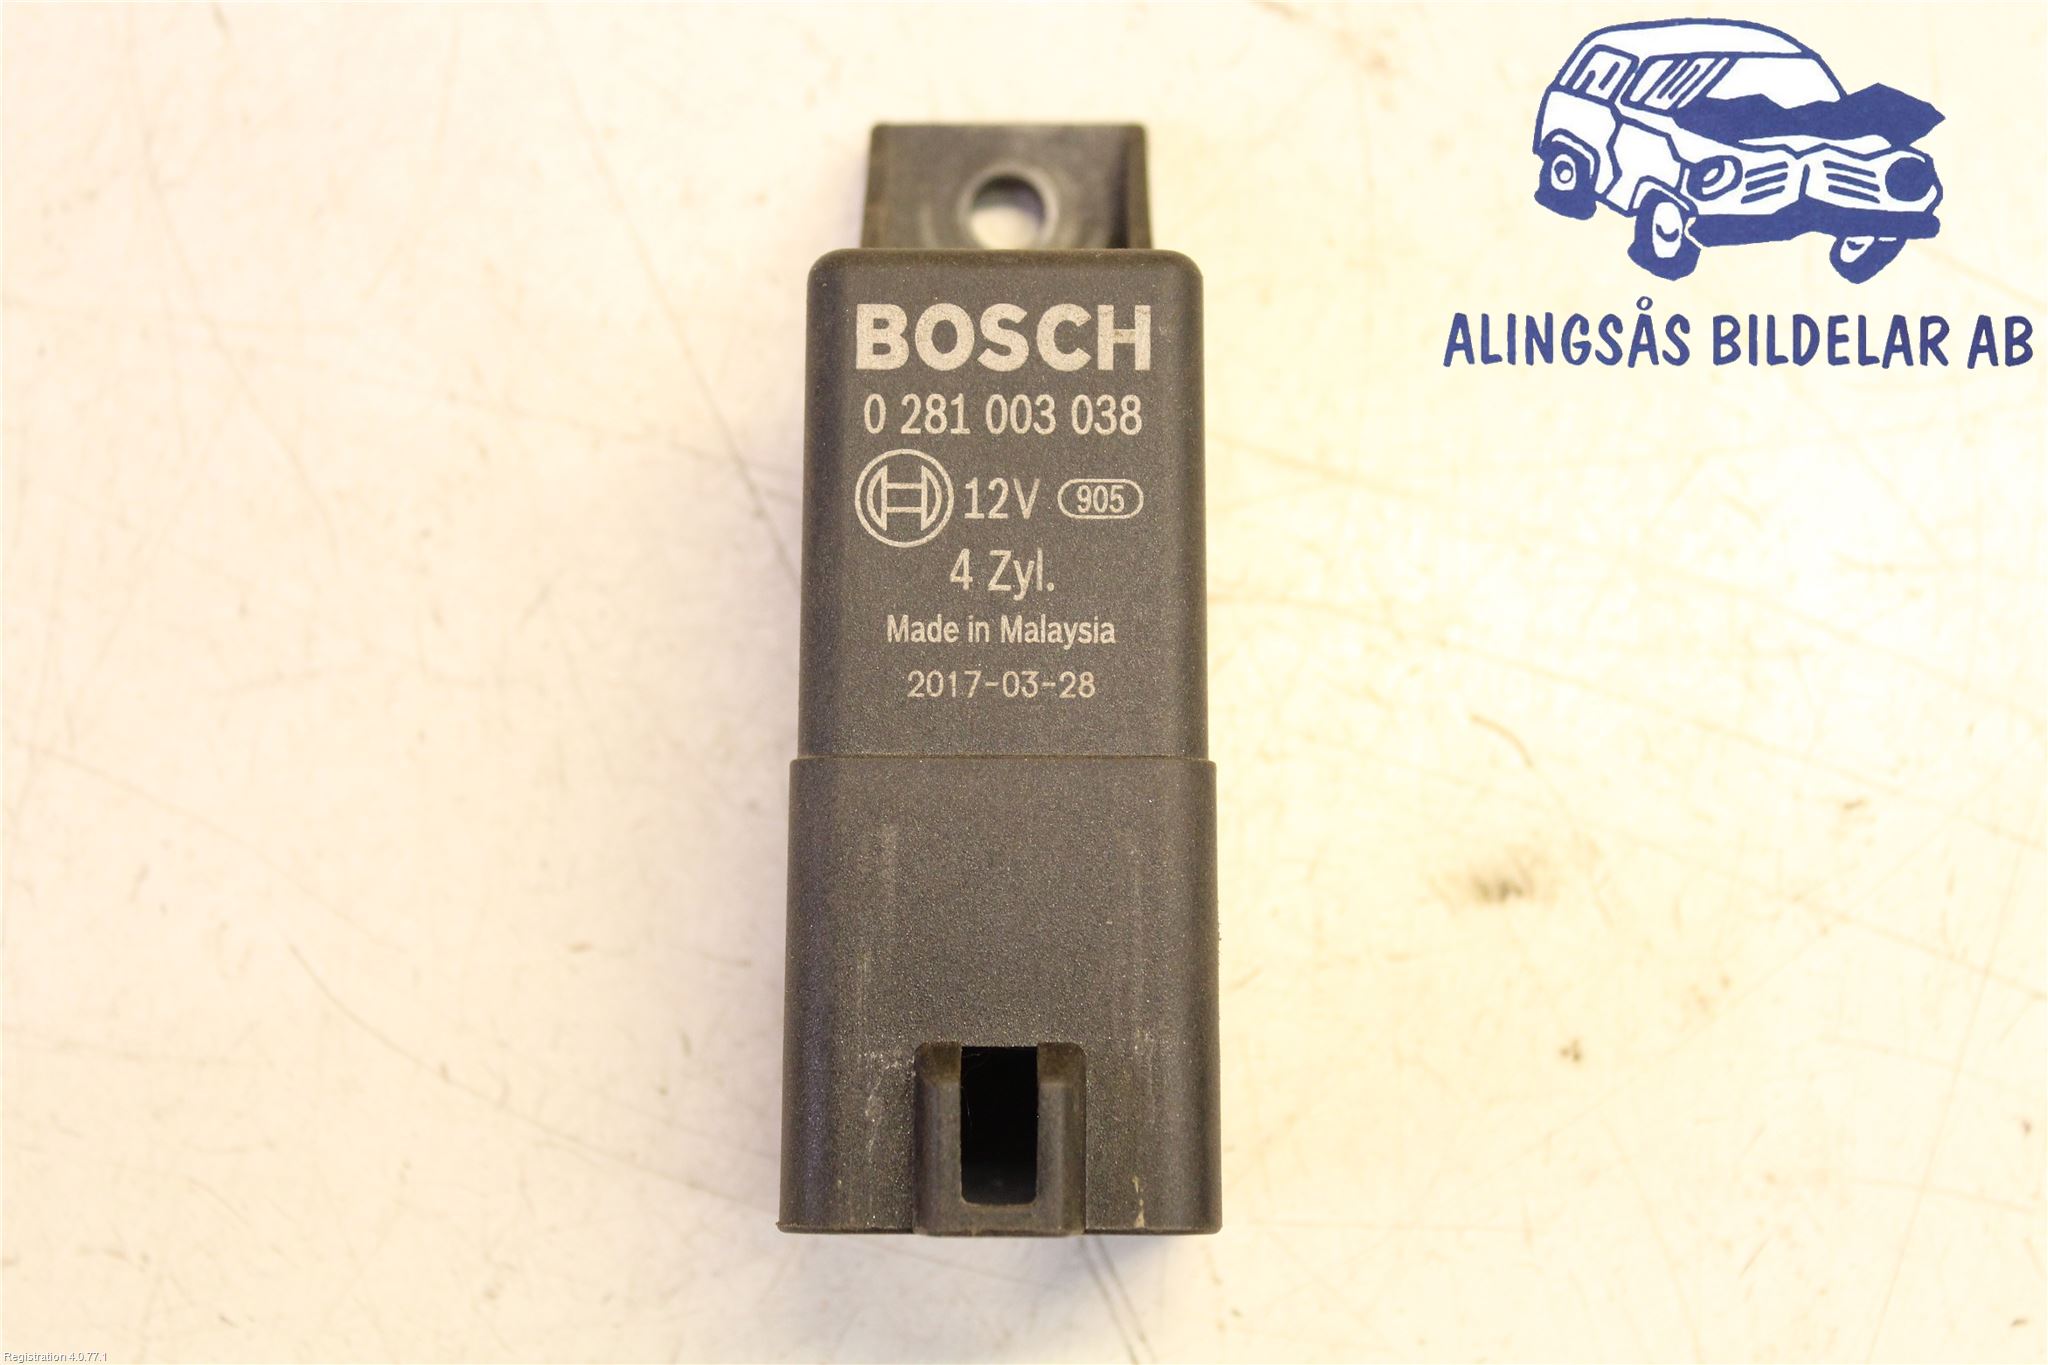 ALINGSÅS BILDELAR AB
BOSCH
0 281 003 038
12V 905
4 Zyl.
Made in Malaysia
2017-03-28
Registration 4.0.77.1